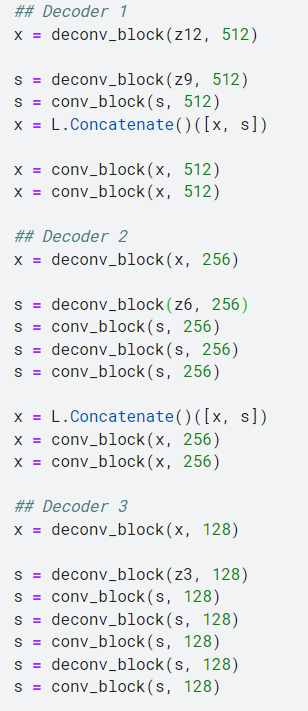 ## Decoder 1
x = deconv_block(z12, 512)
s = deconv_block(z9, 512)
s = conv_block(s, 512)
x = L.Concatenate()([x, s])
x = conv_block(x, 512)
x = conv_block(x, 512)
## Decoder 2
x = deconv_block(x, 256)
s = deconv_block(z6, 256)
s = conv_block(s, 256)
s = deconv_block(s, 256)
s = conv_block(s, 256)
x = L.Concatenate()([x, s])
x = conv_block(x, 256)
x = conv_block(x, 256)
## Decoder 3
x = deconv_block(x, 128)
s = deconv_block(z3, 128)
s = conv_block(s, 128)
s = deconv_block(s, 128)
s = conv_block(s, 128)
s = deconv_block(s, 128)
s = conv_block(s, 128)